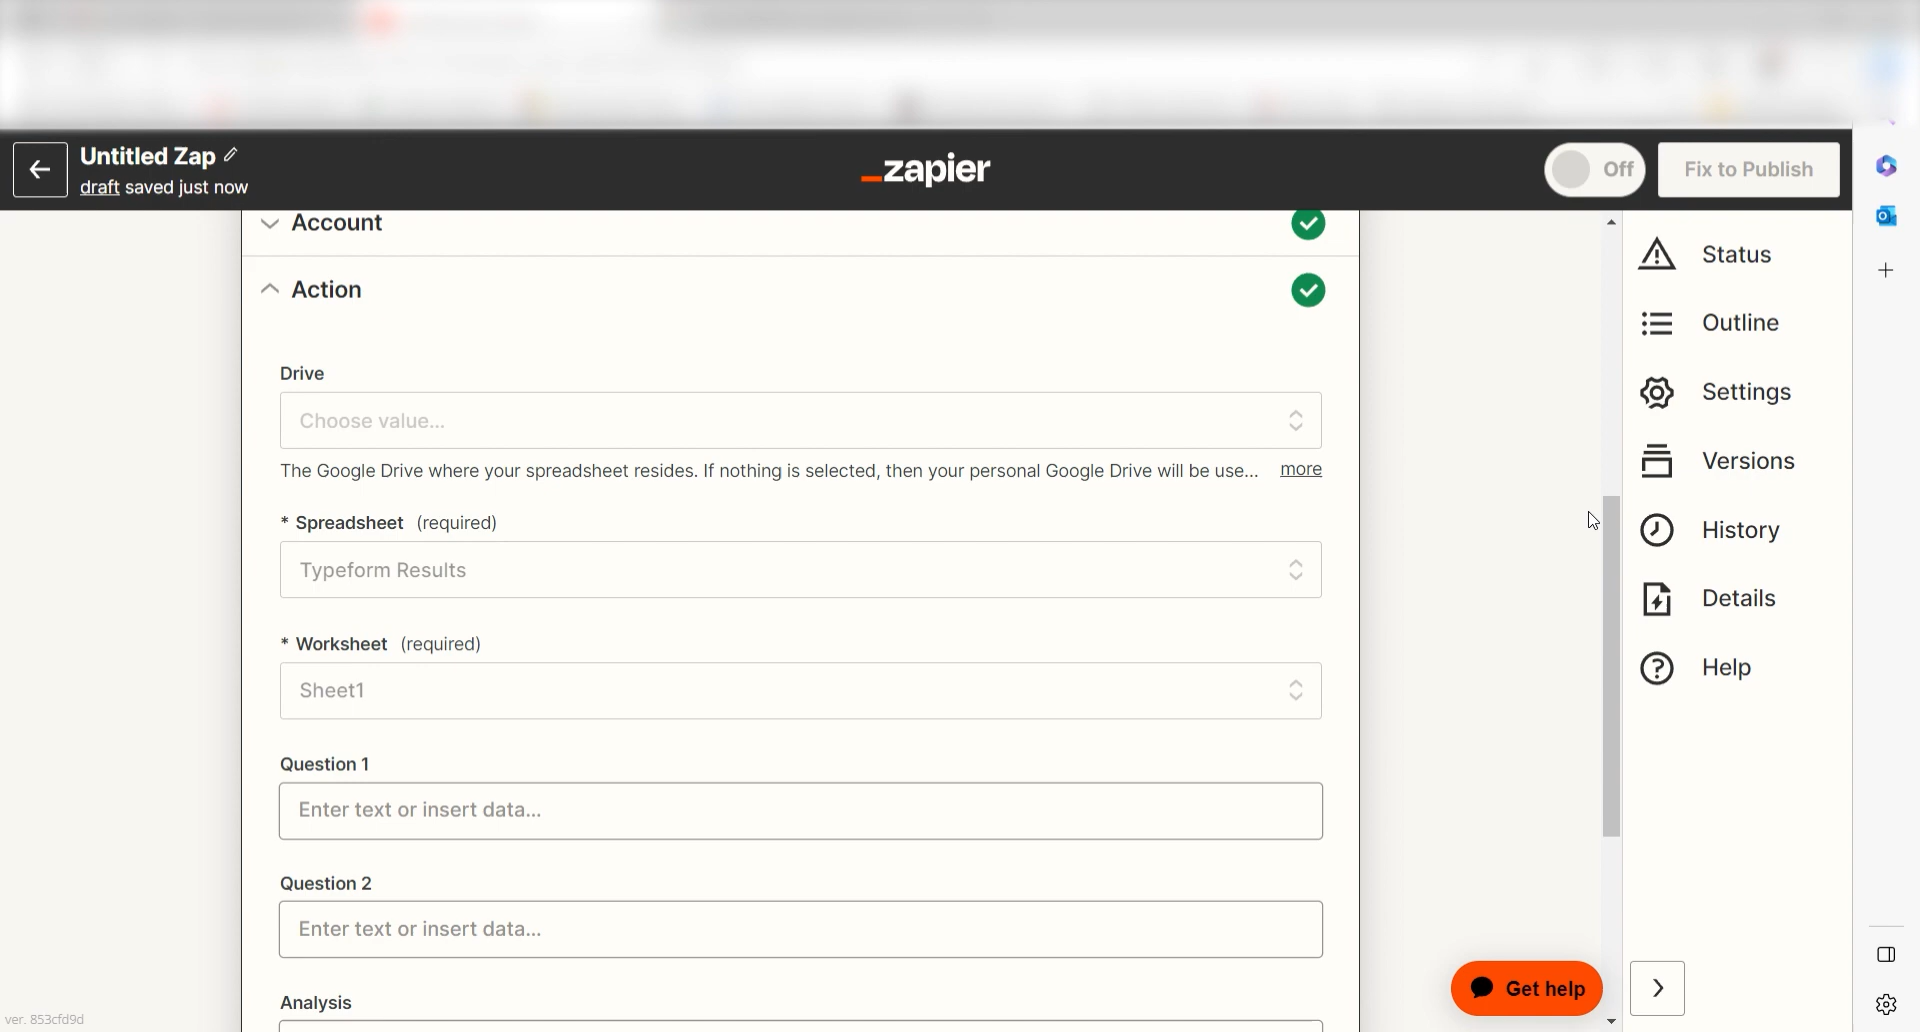 Untitled Zap
draft saved just now
zapier
Off
Fix to Publish
Account
Action
Drive
Choose value...
The Google Drive where your spreadsheet resides. If nothing is selected, then your personal Google Drive will be use... more
* Spreadsheet (required)
Typeform Results
* Worksheet (required)
Sheet1
Question 1
Enter text or insert data...
Question 2
Enter text or insert data...
Analysis
Status
Outline
Settings
Versions
History
Details
Help
Get help
ver. 853cfd9d